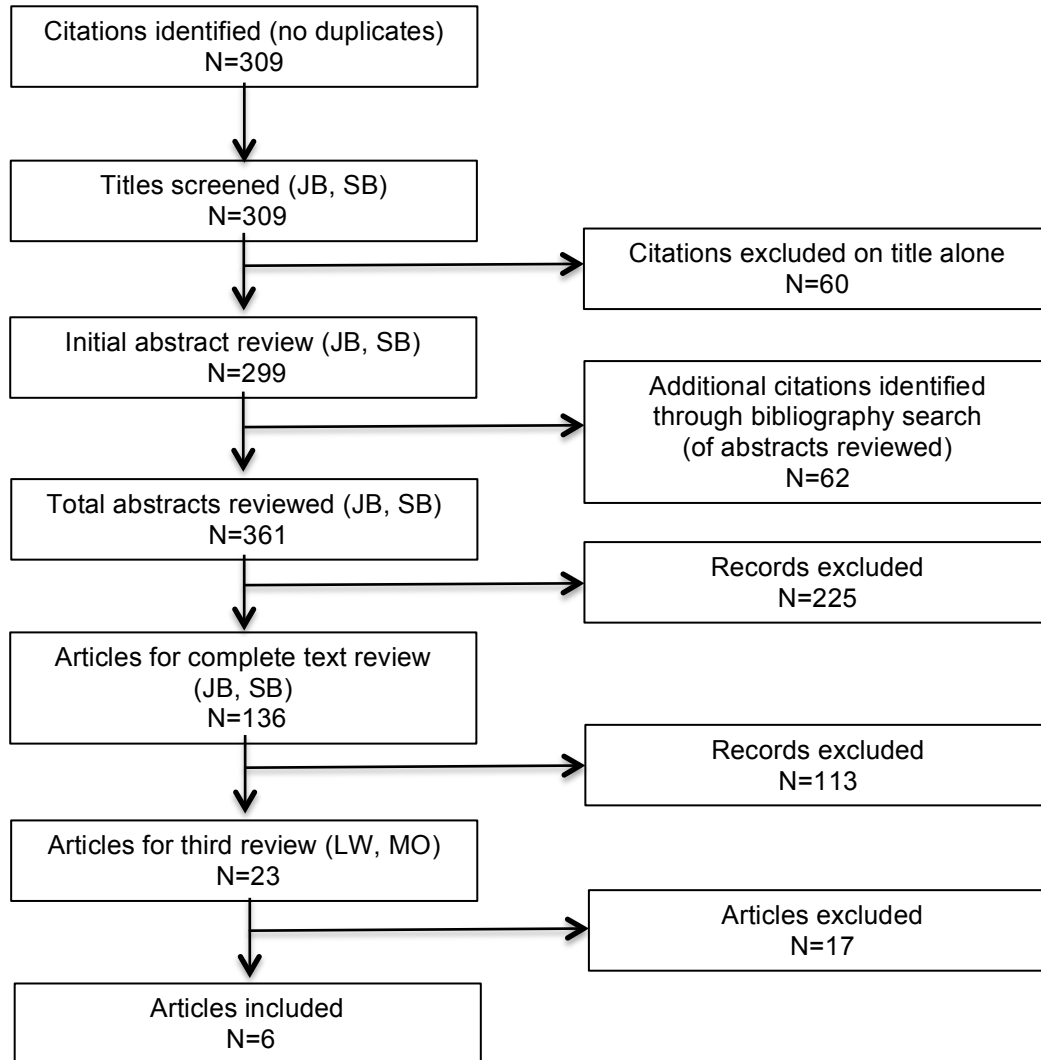 Citations identified (no duplicates)
N=309
Titles screened (JB, SB)
N=309
Citations excluded on title alone
N=60
Initial abstract review (JB, SB)
N=299
Additional citations identified
through bibliography search
(of abstracts reviewed)
N=62
Total abstracts reviewed (JB, SB)
N=361
Records excluded
N=225
Articles for complete text review
(JB, SB)
N=136
Records excluded
N=113
Articles for third review (LW, MO)
N=23
Articles excluded
N=17
Articles included
N=6